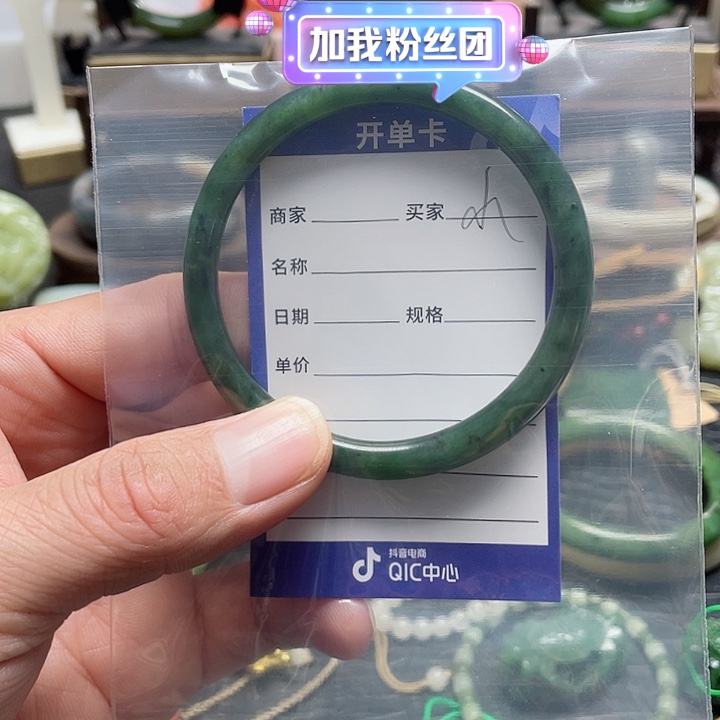 加我粉丝团
开单卡
商家 买家
名称
日期 规格
单价
抖音电商
QIC中心